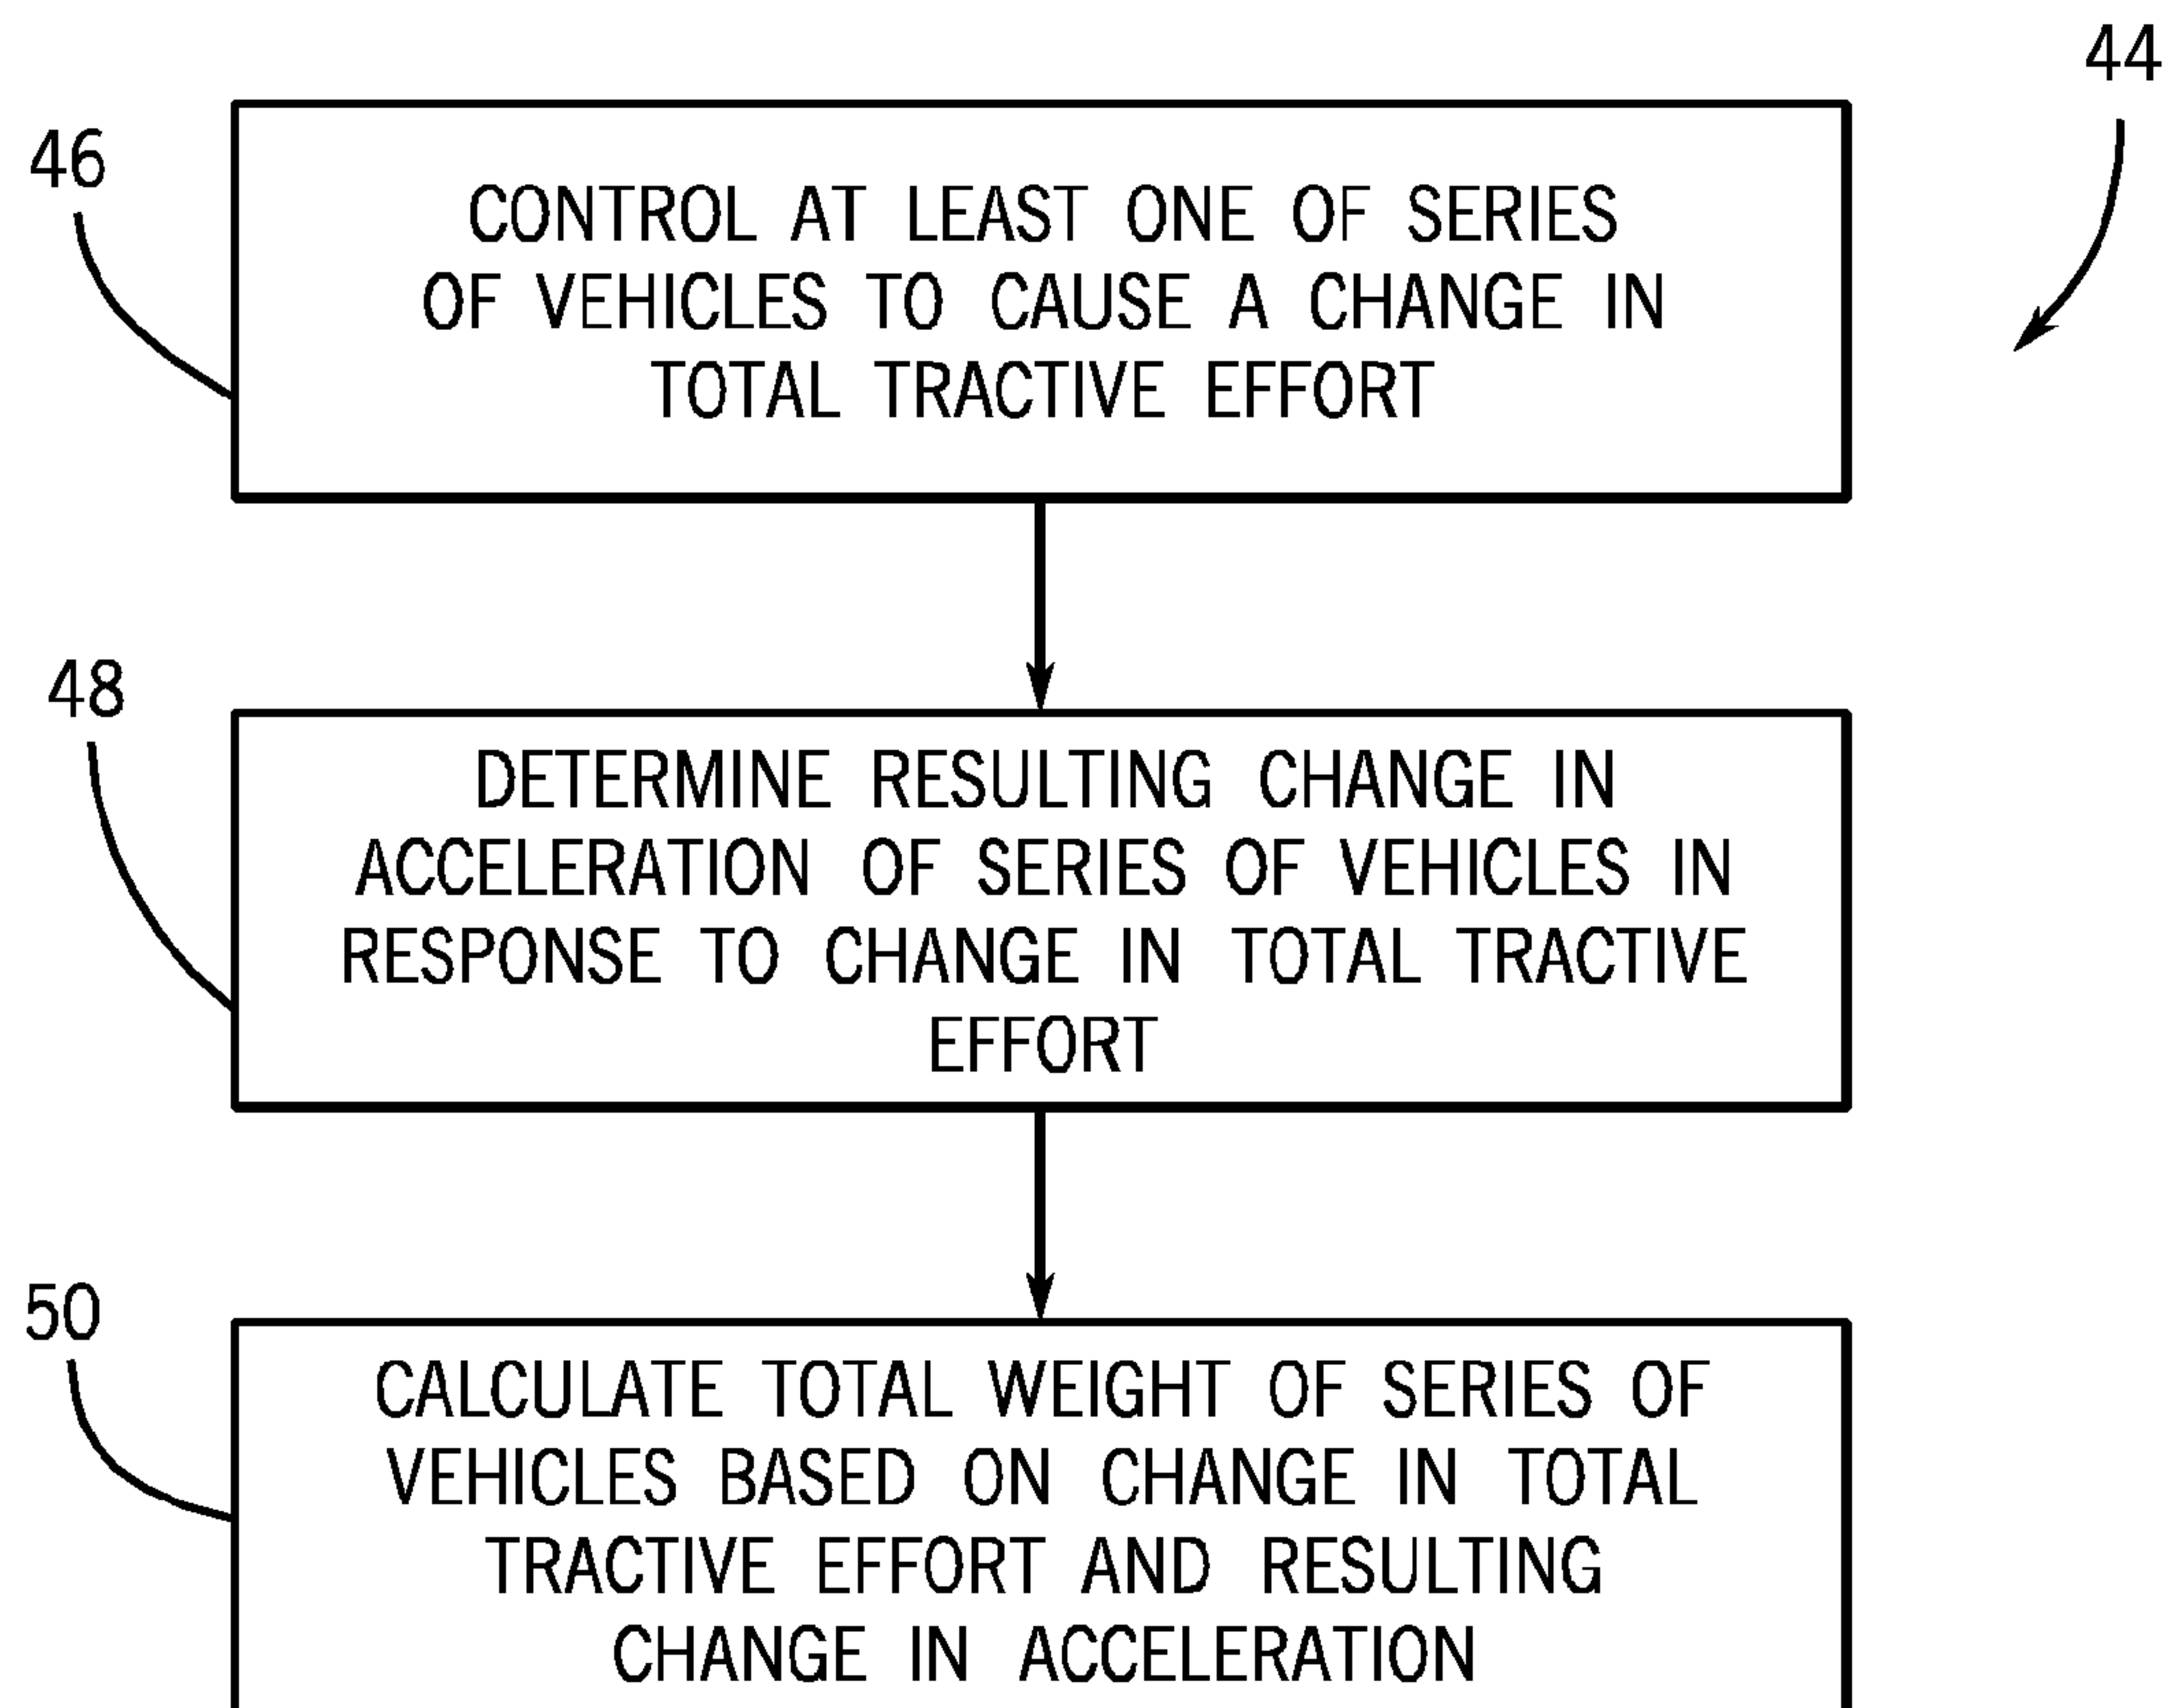 44
46
CONTROL AT LEAST ONE OF SERIES
OF VEHICLES TO CAUSE A CHANGE IN
TOTAL TRACTIVE EFFORT
48
DETERMINE RESULTING CHANGE IN
ACCELERATION OF SERIES OF VEHICLES IN
RESPONSE TO CHANGE IN TOTAL TRACTIVE
EFFORT
50
CALCULATE TOTAL WEIGHT OF SERIES OF
VEHICLES BASED ON CHANGE IN TOTAL
TRACTIVE EFFORT AND RESULTING
CHANGE IN ACCELERATION